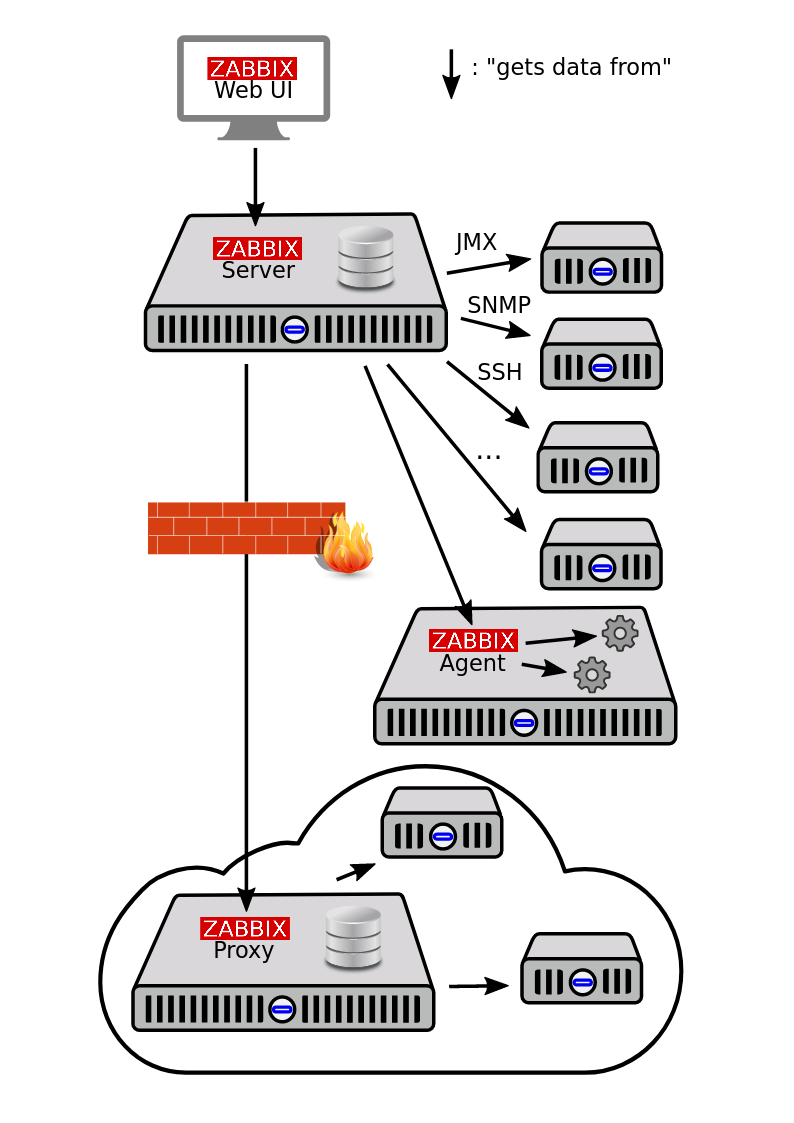 ZABBIX
Web UI
: "gets data from"
ZABBIX
Server
JMX
SNMP
SSH
...
ZABBIX
Agent
ZABBIX
Proxy